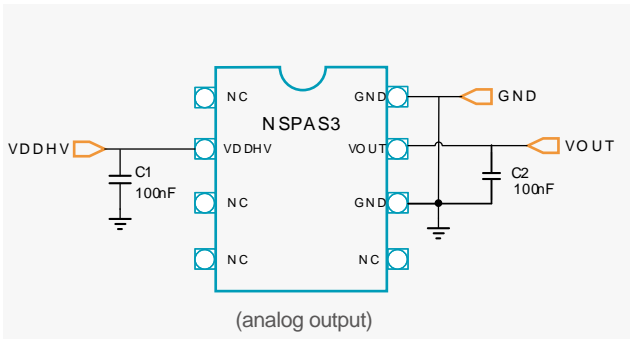 NC
GND
GND
NSPAS3
VDDHV
VDDHV
VOUT
VOUT
C1
100nF
C2
100nF
NC
GND
NC
NC
(analog output)